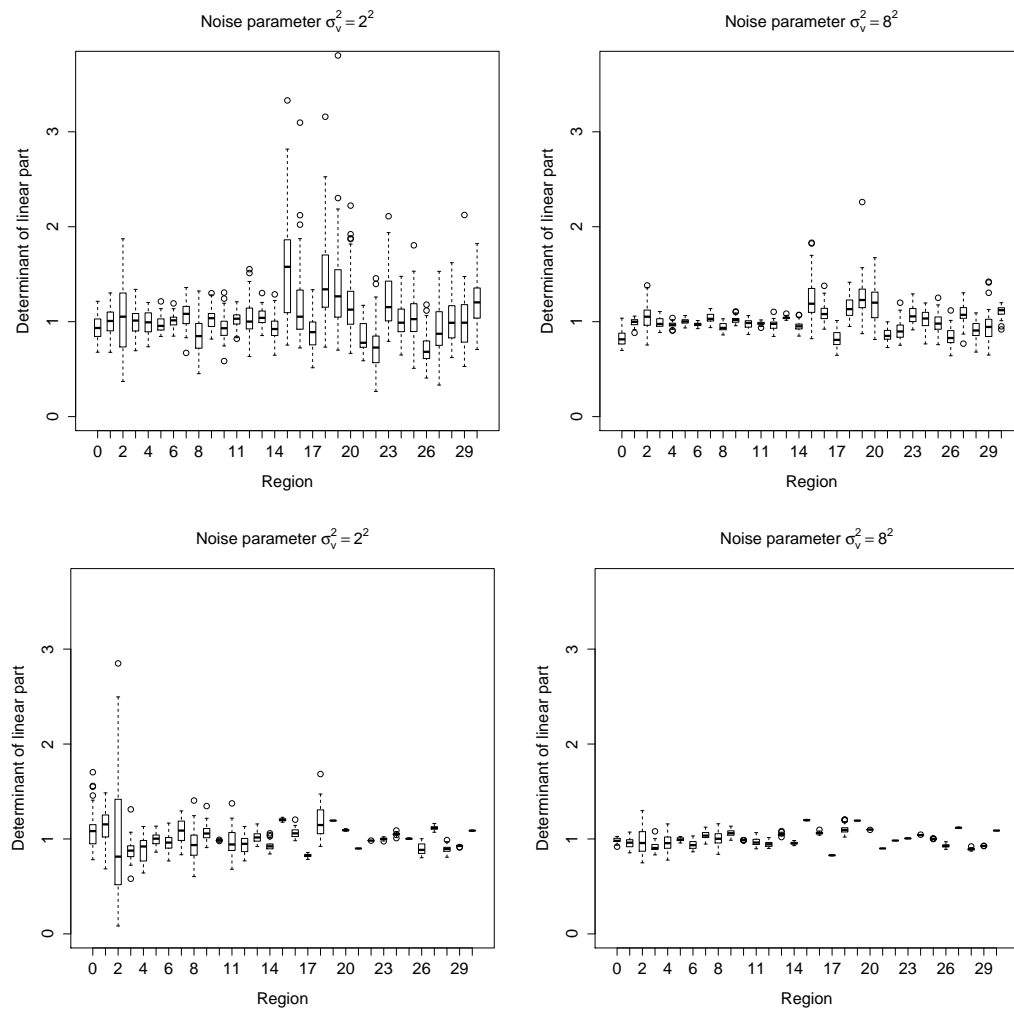 Noise parameter σ²ᵥ = 2²
Determinant of linear part
3
2
1
0
0 2 4 6 8 11 14 17 20 23 26 29
Region
Noise parameter σ²ᵥ = 8²
Determinant of linear part
3
2
1
0
0 2 4 6 8 11 14 17 20 23 26 29
Region
Noise parameter σ²ᵥ = 2²
Determinant of linear part
3
2
1
0
0 2 4 6 8 11 14 17 20 23 26 29
Region
Noise parameter σ²ᵥ = 8²
Determinant of linear part
3
2
1
0
0 2 4 6 8 11 14 17 20 23 26 29
Region